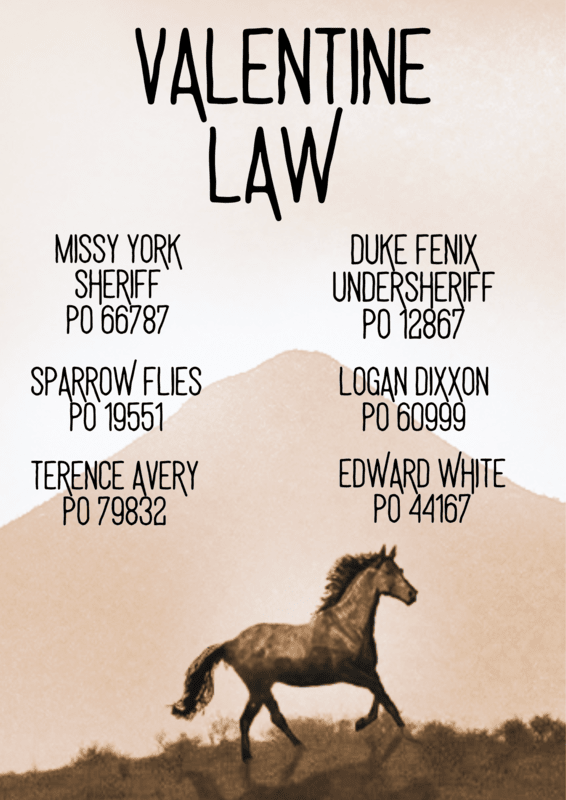 VALENTINE
LAW
MISSY YORK
SHERIFF
PO 66787
DUKE FENIX
UNDERSHERIFF
PO 12867
SPARROW FLIES
PO 19551
LOGAN DIXXON
PO 60999
TERENCE AVERY
PO 79832
EDWARD WHITE
PO 44167